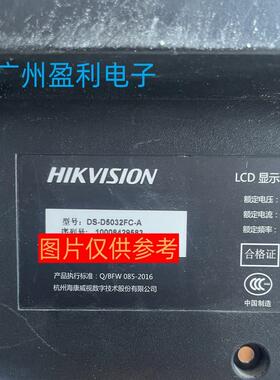 广州盈利电子
HIKVISION
LCD 显示
型号: DS-D5032FC-A
额定电压:
序列号: 10008429583
额定电流:
图片仅供参考
额定频率:
合格证
产品执行标准: Q/BFW 085-2016
杭州海康威视数字技术股份有限公司
中国制造